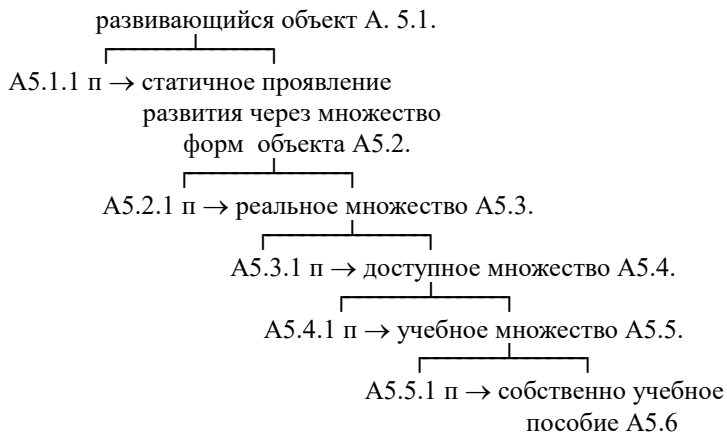 развивающийся объект А. 5.1.
А5.1.1 п → статичное проявление
развития через множество
форм объекта А5.2.
А5.2.1 п → реальное множество А5.3.
А5.3.1 п → доступное множество А5.4.
А5.4.1 п → учебное множество А5.5.
А5.5.1 п → собственно учебное
пособие А5.6